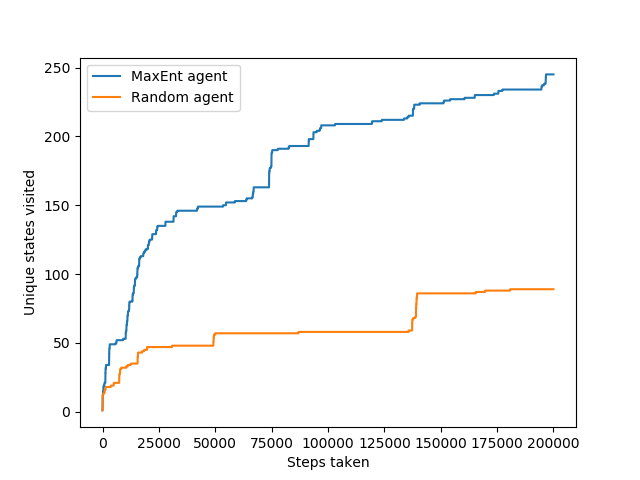 MaxEnt agent
Random agent
Unique states visited
250
200
150
100
50
0
0 25000 50000 75000 100000 125000 150000 175000 200000
Steps taken